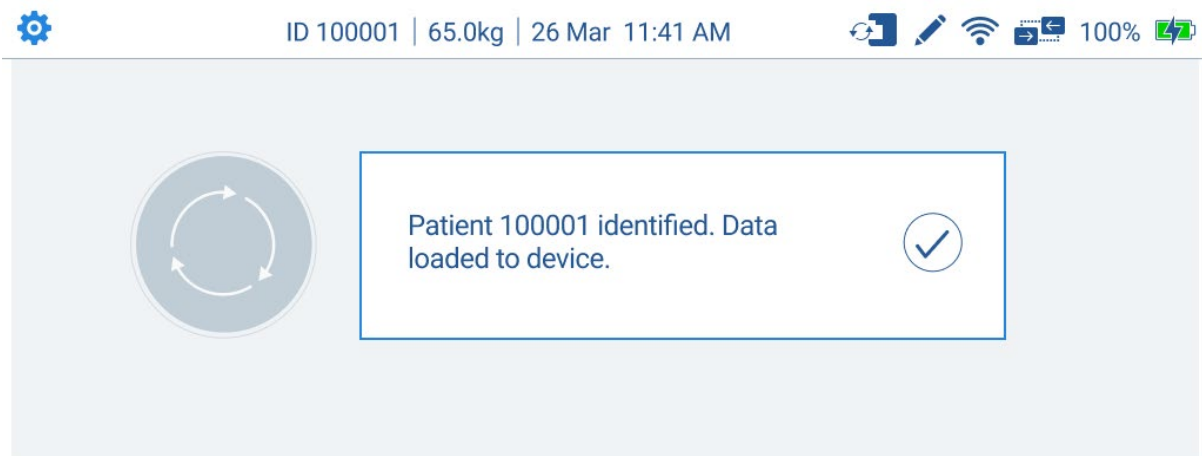 ID 100001 | 65.0kg | 26 Mar 11:41 AM 100%
Patient 100001 identified. Data
loaded to device.